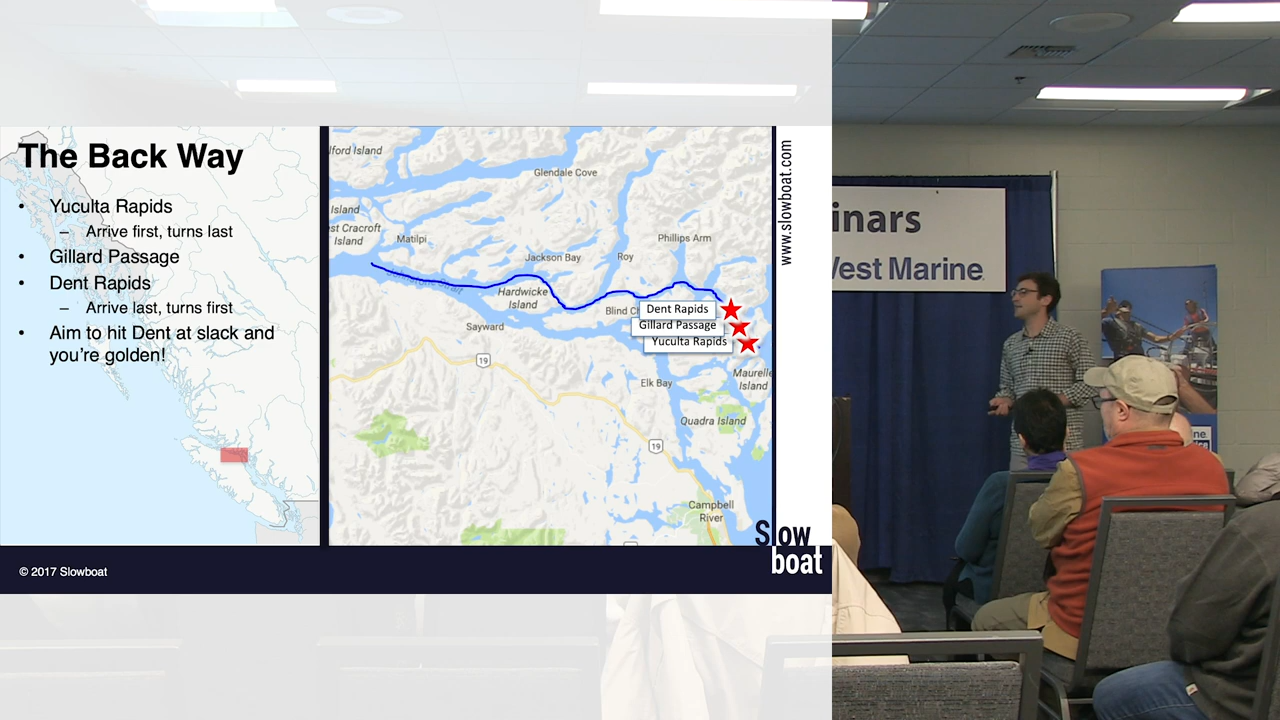 The Back Way
• Yuculta Rapids
– Arrive first, turns last
• Gillard Passage
• Dent Rapids
– Arrive last, turns first
• Aim to hit Dent at slack and
you're golden!
lford Island
Glendale Cove
Island
est Cracroft
Island
Matilpi
Phillips Arm
Jackson Bay
Roy
Hardwicke
Island
Blind Ch
Dent Rapids
Gillard Passage
Yuculta Rapids
Sayward
19
Maurelle
Island
Elk Bay
Quadra Island
19
Campbell
River
www.slowboat.com
Slow
boat
© 2017 Slowboat
inars
West Marine